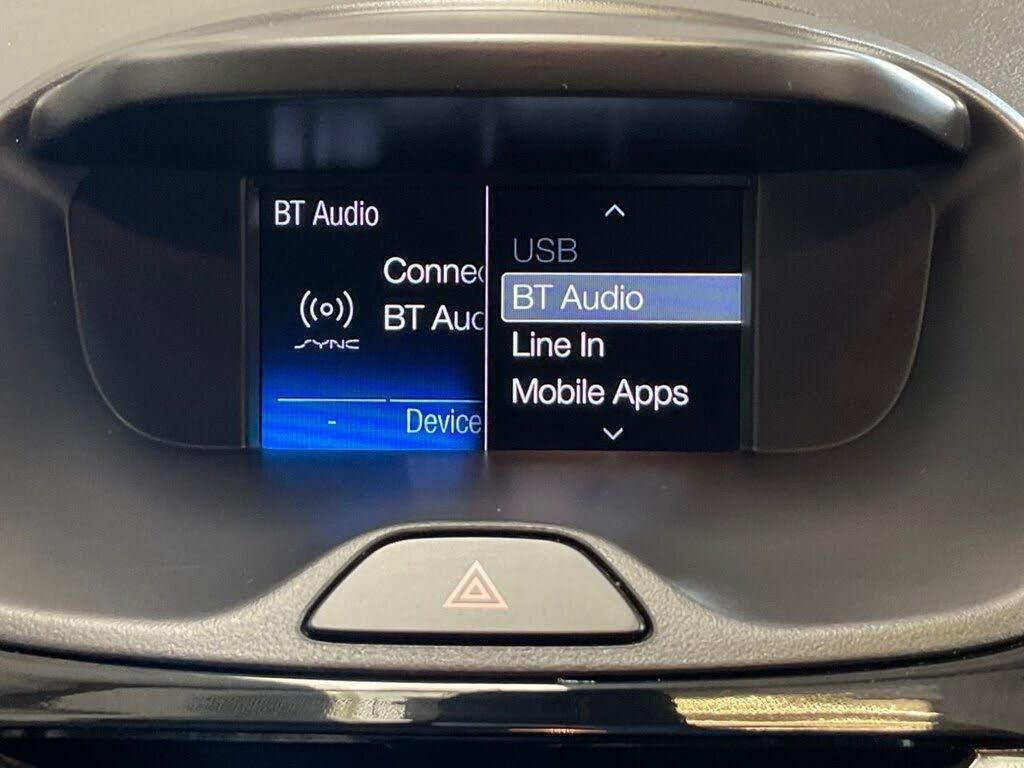 BT Audio
Connec
BT Auc
SYNC
-
Device
USB
BT Audio
Line In
Mobile Apps